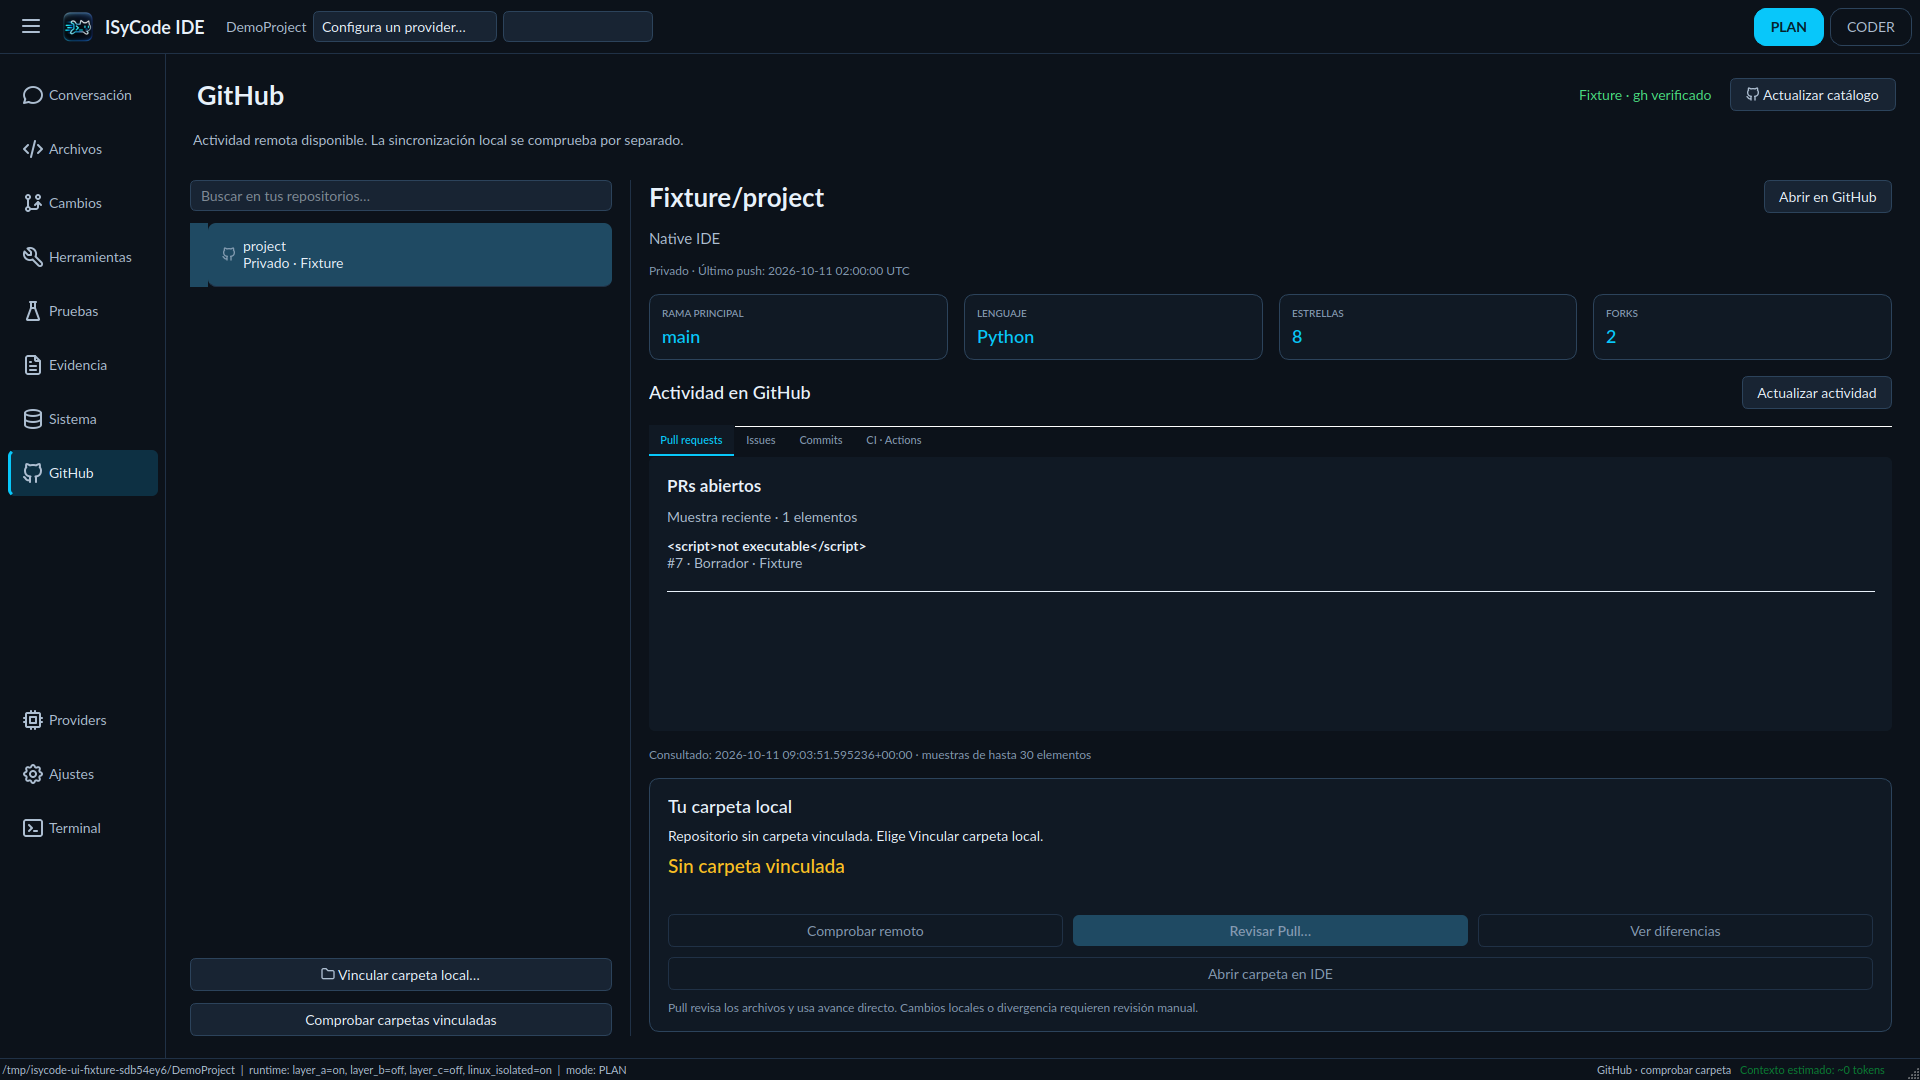 ISyCode IDE
DemoProject
Configura un provider...
PLAN
CODER
Conversación
Archivos
Cambios
Herramientas
Pruebas
Evidencia
Sistema
GitHub
Providers
Ajustes
Terminal
GitHub
Fixture · gh verificado
Actualizar catálogo
Actividad remota disponible. La sincronización local se comprueba por separado.
Buscar en tus repositorios...
project
Privado · Fixture
Vincular carpeta local...
Comprobar carpetas vinculadas
Fixture/project
Abrir en GitHub
Native IDE
Privado · Último push: 2026-10-11 02:00:00 UTC
RAMA PRINCIPAL
main
LENGUAJE
Python
ESTRELLAS
8
FORKS
2
Actividad en GitHub
Actualizar actividad
Pull requests
Issues
Commits
CI · Actions
PRs abiertos
Muestra reciente · 1 elementos
<script>not executable</script>
#7 · Borrador · Fixture
Consultado: 2026-10-11 09:03:51.595236+00:00 · muestras de hasta 30 elementos
Tu carpeta local
Repositorio sin carpeta vinculada. Elige Vincular carpeta local.
Sin carpeta vinculada
Comprobar remoto
Revisar Pull...
Ver diferencias
Abrir carpeta en IDE
Pull revisa los archivos y usa avance directo. Cambios locales o divergencia requieren revisión manual.
/tmp/isycode-ui-fixture-sdb54ey6/DemoProject | runtime: layer_a=on, layer_b=off, layer_c=off, linux_isolated=on | mode: PLAN
GitHub · comprobar carpeta
Contexto estimado: ~0 tokens